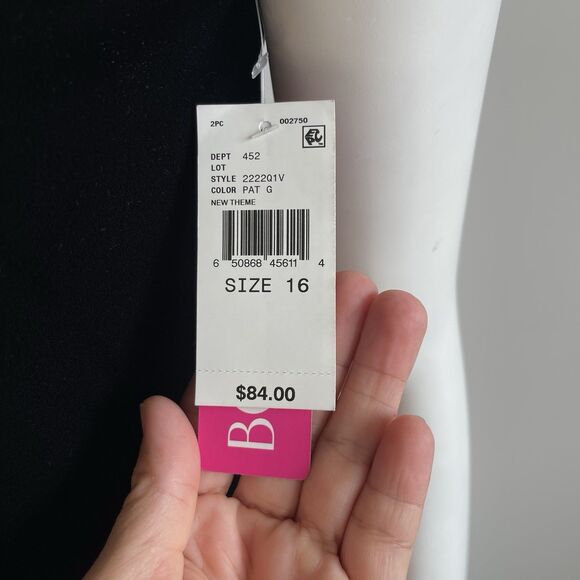 2PC 002750
DEPT 452
LOT
STYLE 2222Q1V
COLOR PAT G
NEW THEME
6 50868 45611 4
SIZE 16
$84.00